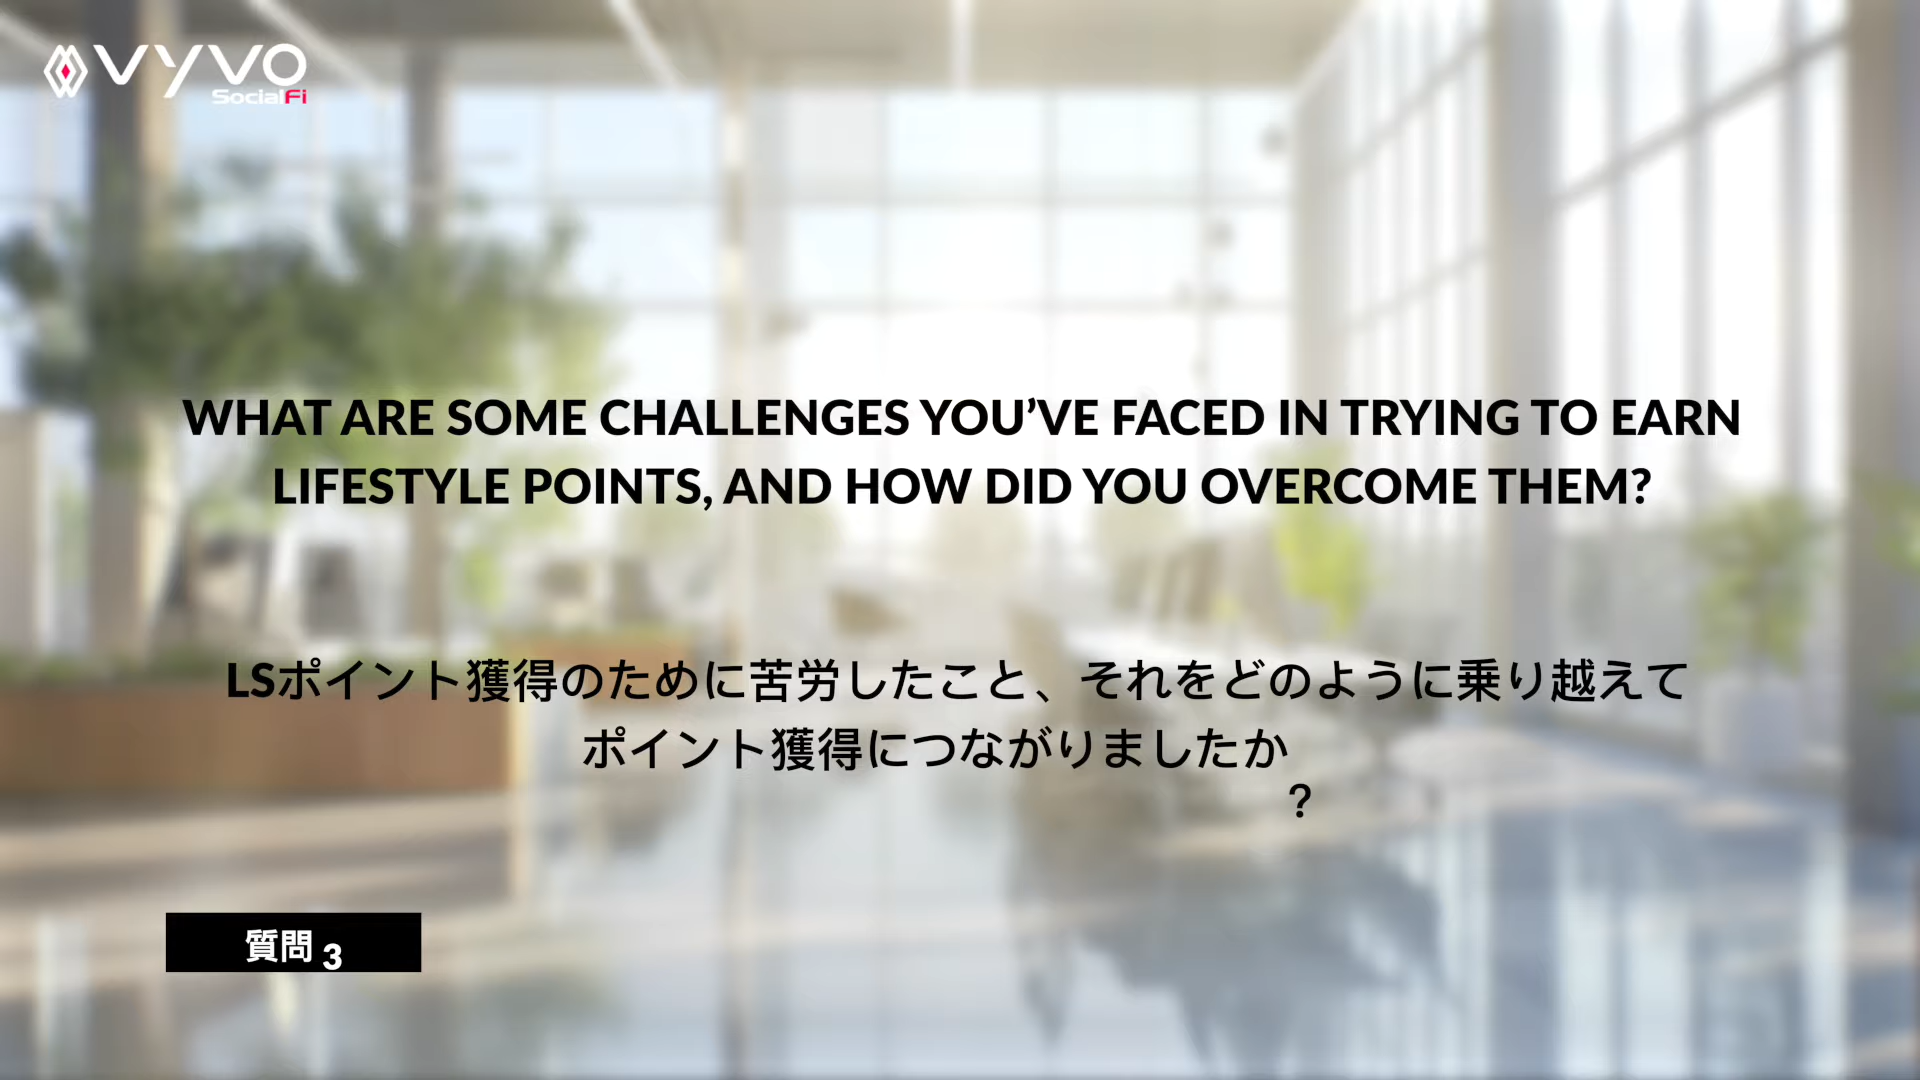 VYVO
SocialFi
WHAT ARE SOME CHALLENGES YOU’VE FACED IN TRYING TO EARN
LIFESTYLE POINTS, AND HOW DID YOU OVERCOME THEM?
LSポイント獲得のために苦労したこと、それをどのように乗り越えて
ポイント獲得につながりましたか
?
質問 3